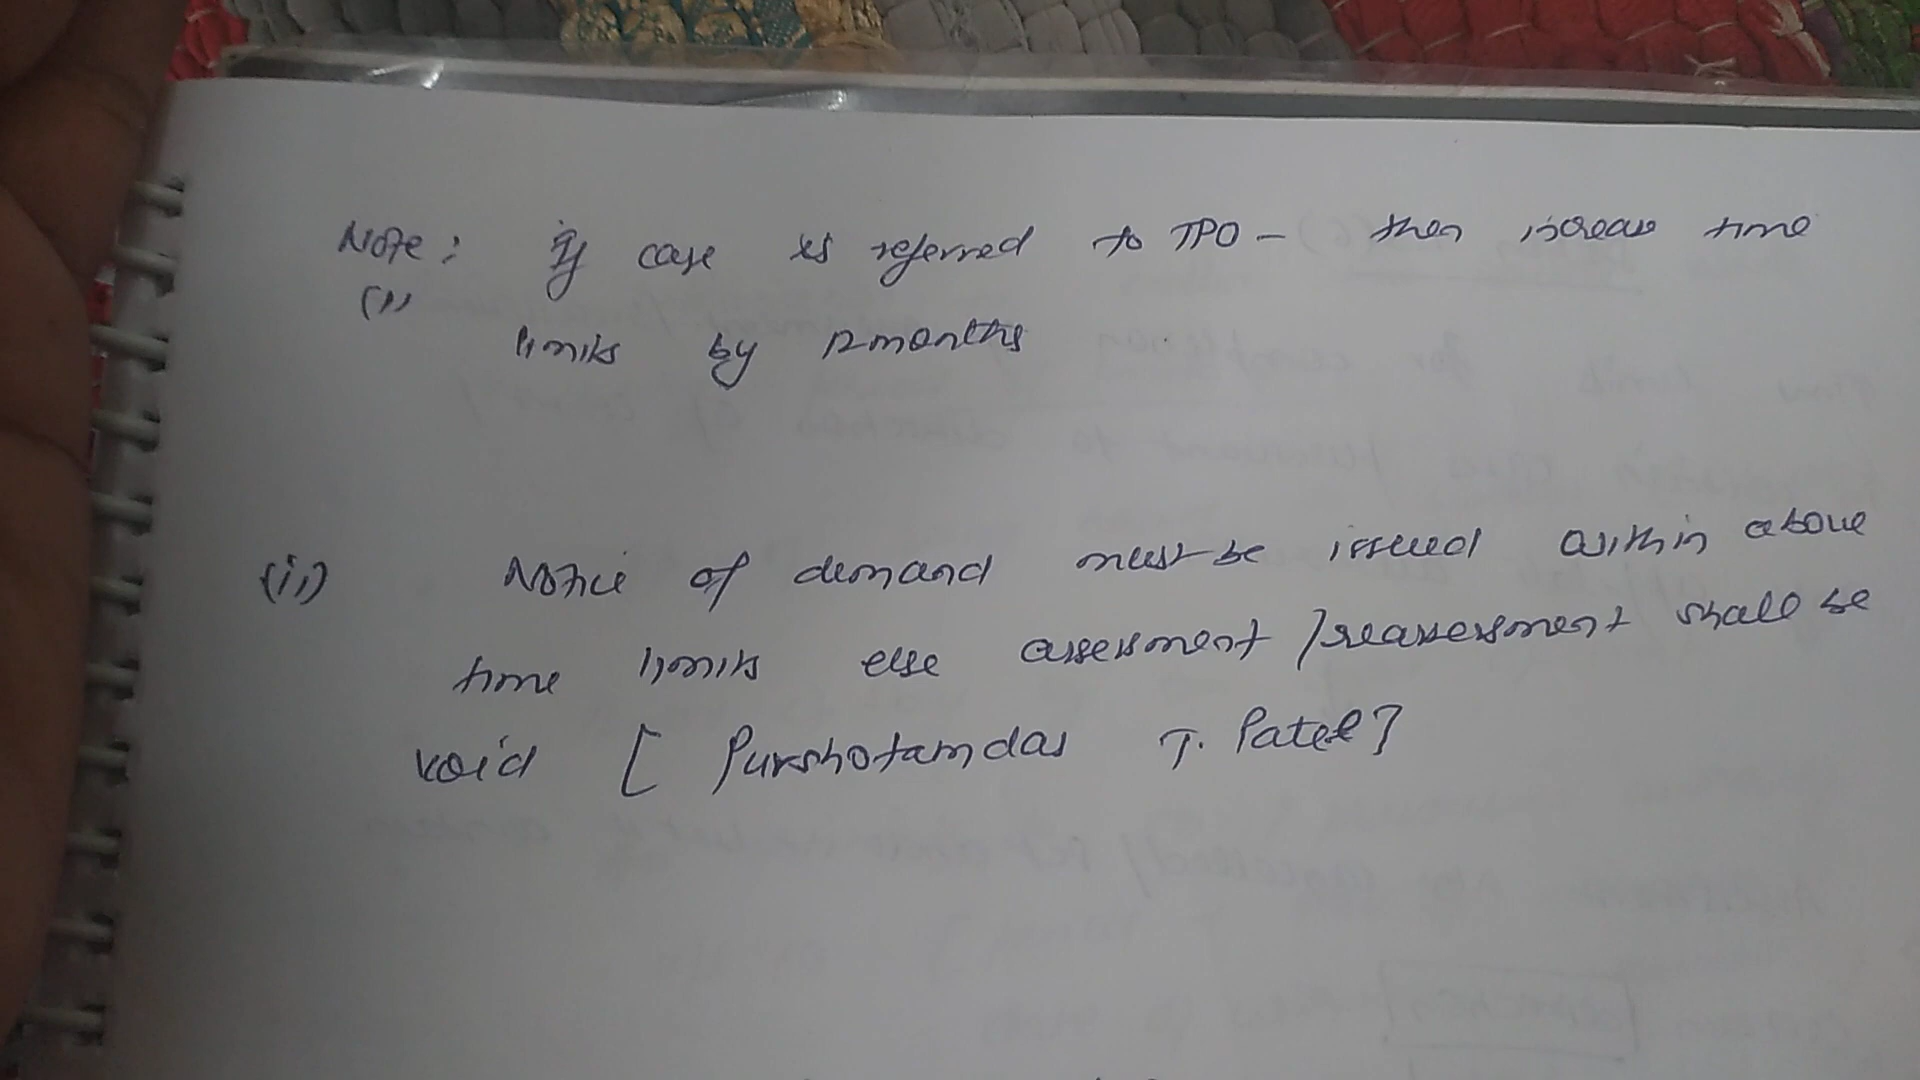 Note: If case is referred to TPO - then increase time
(i)
limits by 12 months
(ii) Notice of demand must be issued within above
time limits else assessment / reassessment shall be
void [ Purshotamdas T. Patel ]